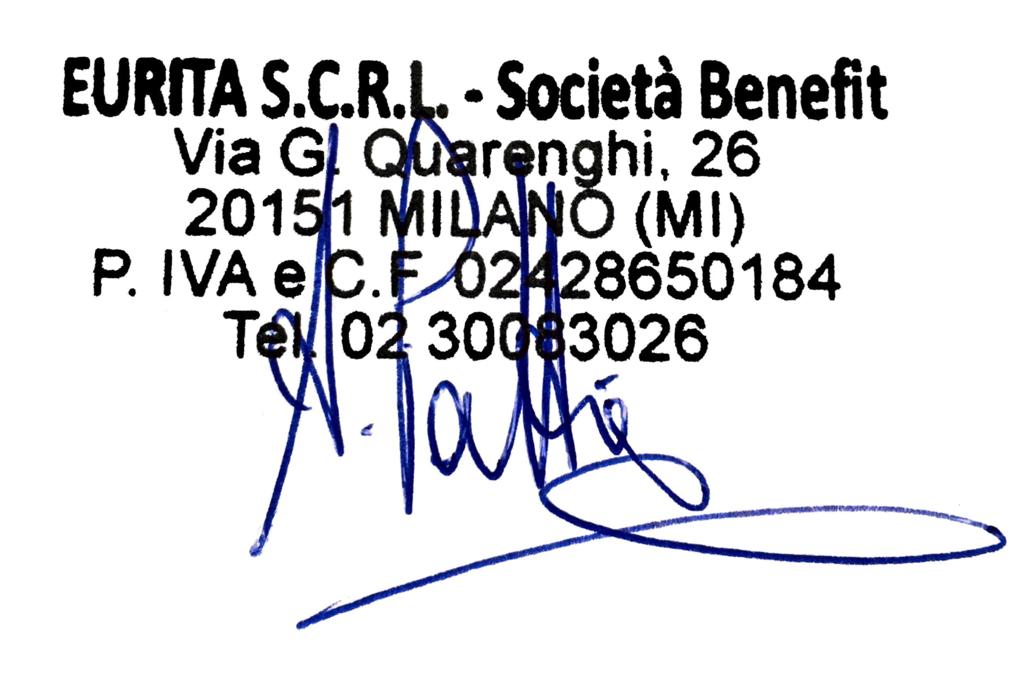 EURITA S.C.R.L. - Società Benefit
Via G. Quarenghi, 26
20151 MILANO (MI)
P. IVA e C.F. 02428650184
Tel. 02 30083026